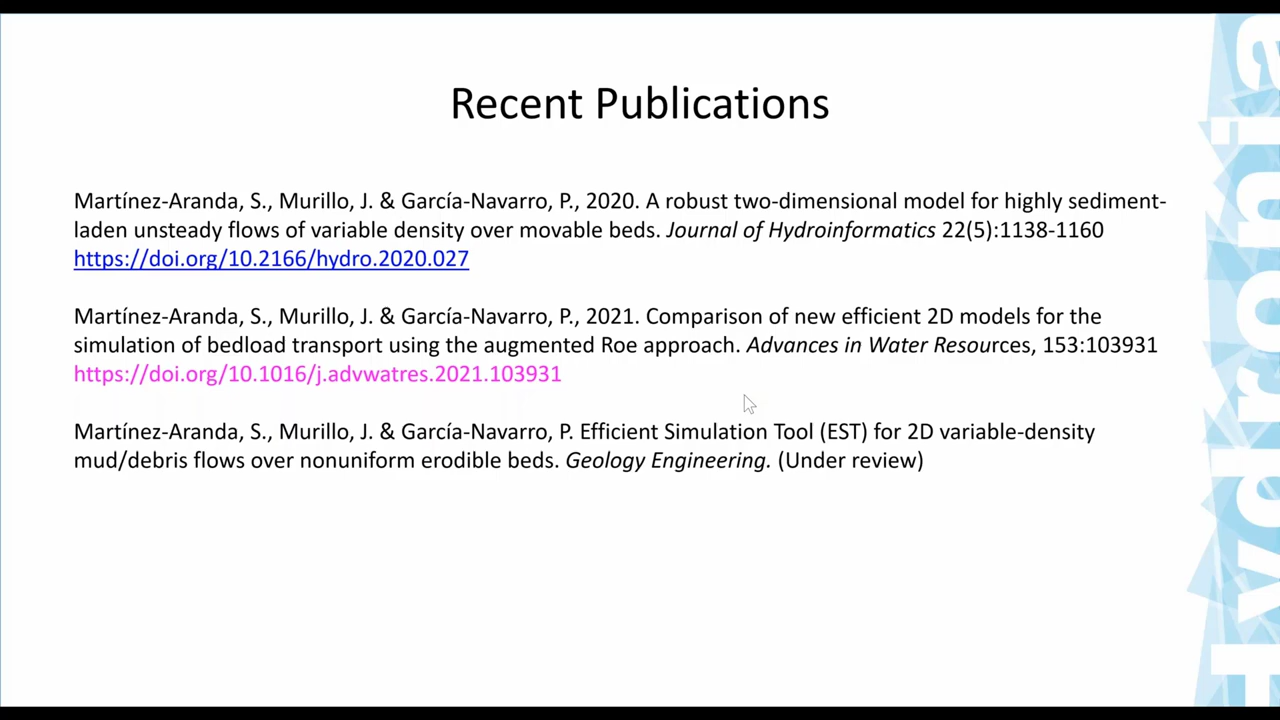 Recent Publications
Martínez-Aranda, S., Murillo, J. & García-Navarro, P., 2020. A robust two-dimensional model for highly sediment-
laden unsteady flows of variable density over movable beds. Journal of Hydroinformatics 22(5):1138-1160
https://doi.org/10.2166/hydro.2020.027
Martínez-Aranda, S., Murillo, J. & García-Navarro, P., 2021. Comparison of new efficient 2D models for the
simulation of bedload transport using the augmented Roe approach. Advances in Water Resources, 153:103931
https://doi.org/10.1016/j.advwatres.2021.103931
Martínez-Aranda, S., Murillo, J. & García-Navarro, P. Efficient Simulation Tool (EST) for 2D variable-density
mud/debris flows over nonuniform erodible beds. Geology Engineering. (Under review)
Hydronia